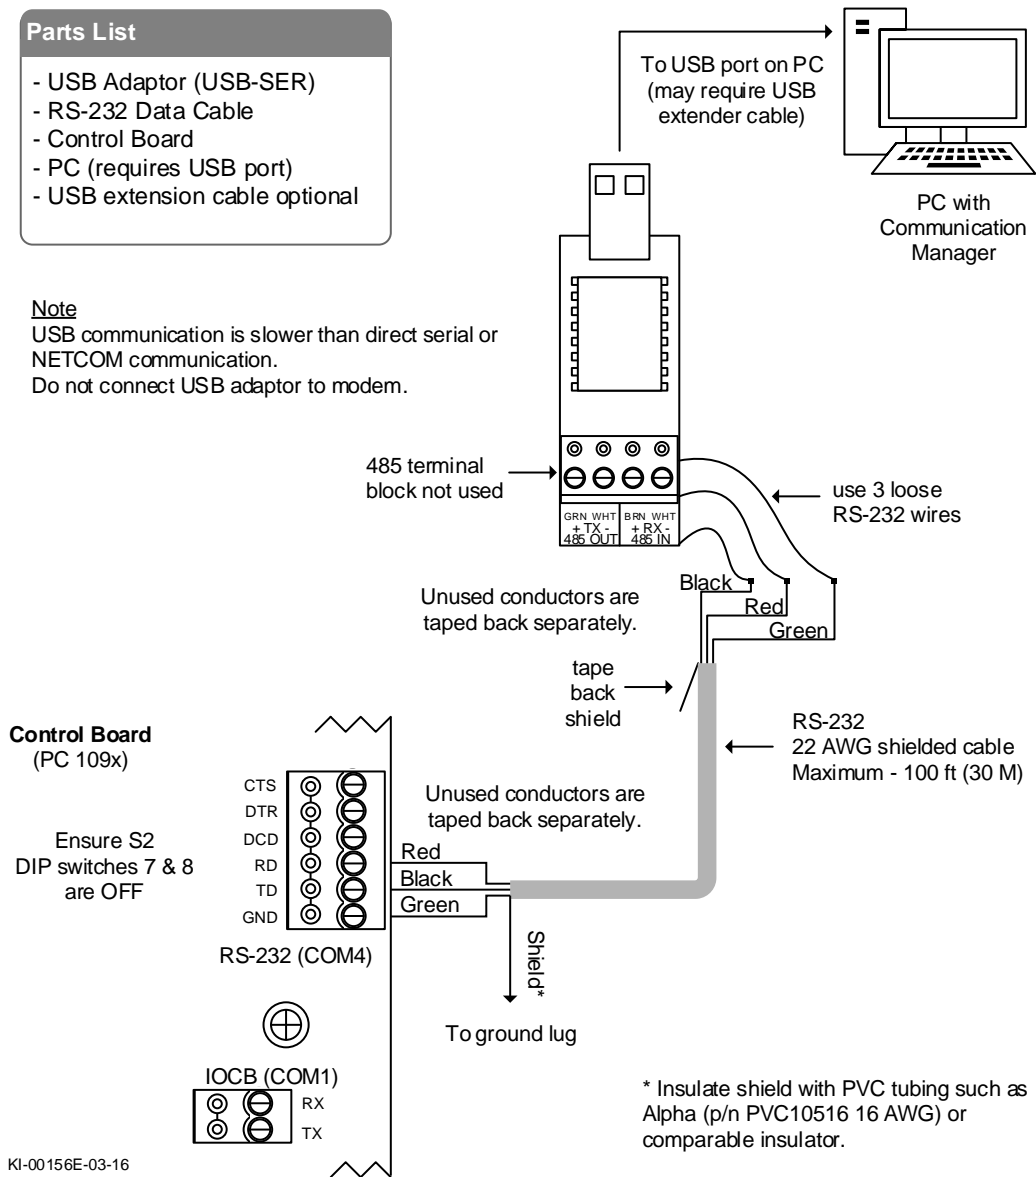 Parts List
- USB Adaptor (USB-SER)
- RS-232 Data Cable
- Control Board
- PC (requires USB port)
- USB extension cable optional
To USB port on PC
(may require USB
extender cable)
PC with
Communication
Manager
Note
USB communication is slower than direct serial or
NETCOM communication.
Do not connect USB adaptor to modem.
485 terminal
block not used
GRN WHT BRN WHT
+ TX - + RX -
485 OUT 485 IN
use 3 loose
RS-232 wires
Black
Red
Green
Unused conductors are
taped back separately.
tape
back
shield
RS-232
22 AWG shielded cable
Maximum - 100 ft (30 M)
Control Board
(PC 109x)
Ensure S2
DIP switches 7 & 8
are OFF
CTS
DTR
DCD
RD
TD
GND
RS-232 (COM4)
Unused conductors are
taped back separately.
Red
Black
Green
Shield*
To ground lug
IOCB (COM1)
RX
TX
* Insulate shield with PVC tubing such as
Alpha (p/n PVC10516 16 AWG) or
comparable insulator.
KI-00156E-03-16